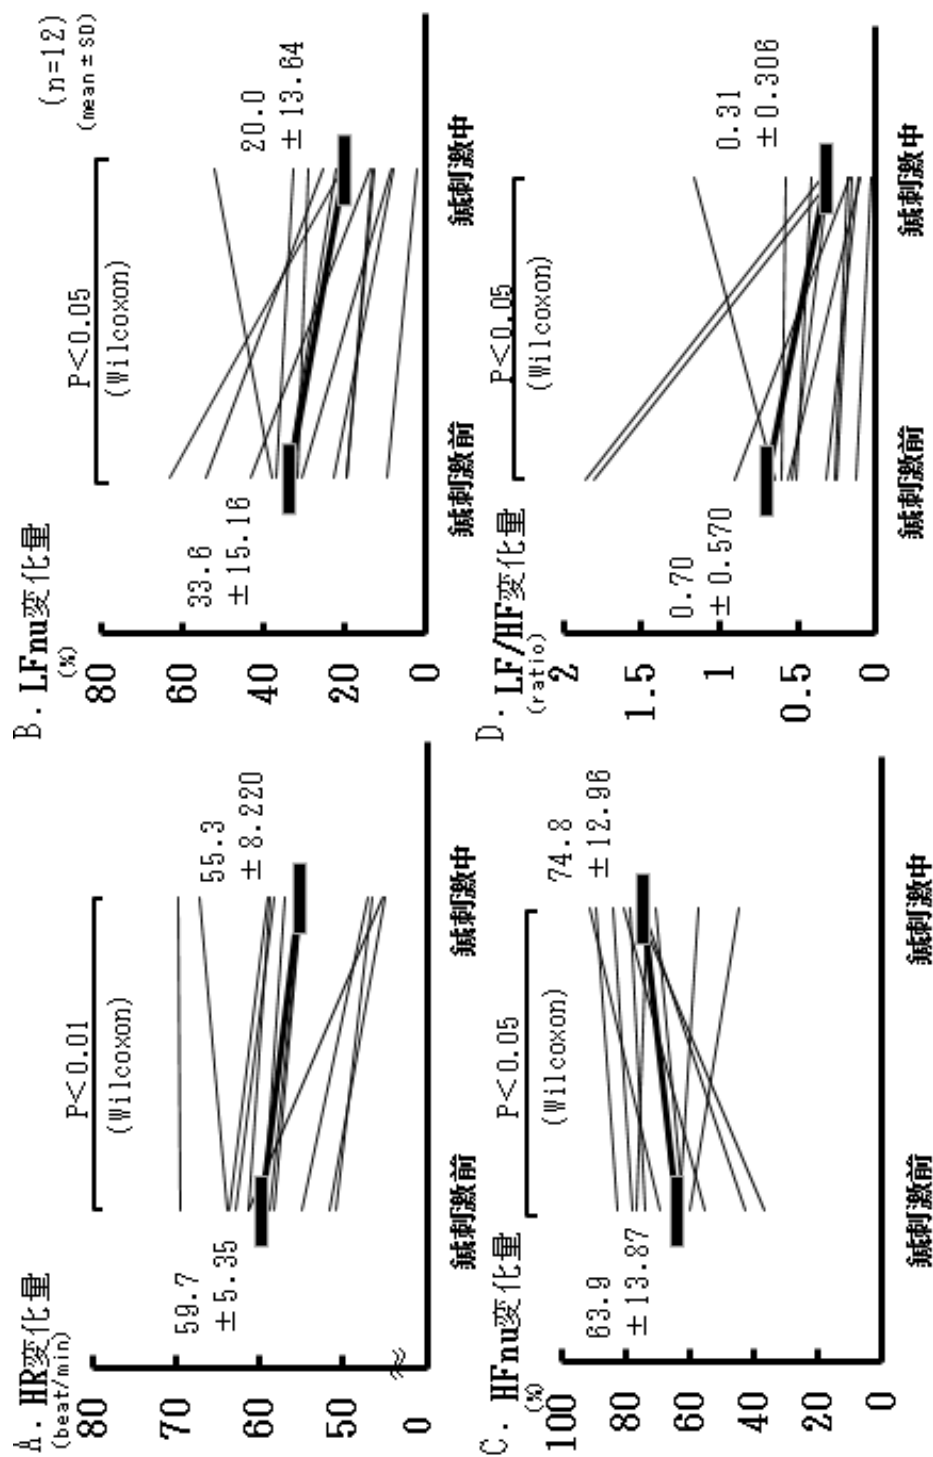 (n=12)
(mean±SD)
A. HR変化量
(beat/min)
80
70
60
50
0
59.7
±5.35
P<0.01
(Wilcoxon)
55.3
±8.220
鍼刺激前
鍼刺激中
B. LFnu変化量
(%)
80
60
40
20
0
33.6
±15.16
P<0.05
(Wilcoxon)
20.0
±13.64
鍼刺激前
鍼刺激中
C. HFnu変化量
(%)
100
80
60
40
20
0
63.9
±13.87
P<0.05
(Wilcoxon)
74.8
±12.96
鍼刺激前
鍼刺激中
D. LF/HF変化量
(ratio)
2
1.5
1
0.5
0
0.70
±0.570
P<0.05
(Wilcoxon)
0.31
±0.306
鍼刺激前
鍼刺激中